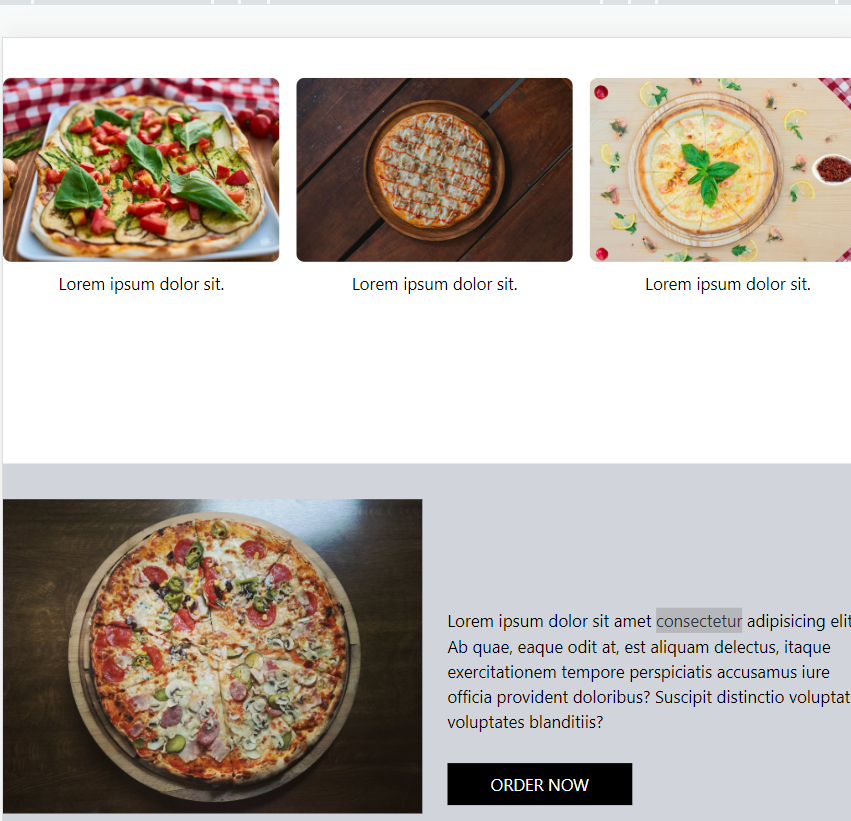 Lorem ipsum dolor sit.
Lorem ipsum dolor sit.
Lorem ipsum dolor sit.
Lorem ipsum dolor sit amet consectetur adipisicing elit
Ab quae, eaque odit at, est aliquam delectus, itaque
exercitationem tempore perspiciatis accusamus iure
officia provident doloribus? Suscipit distinctio voluptat
voluptates blanditiis?
ORDER NOW